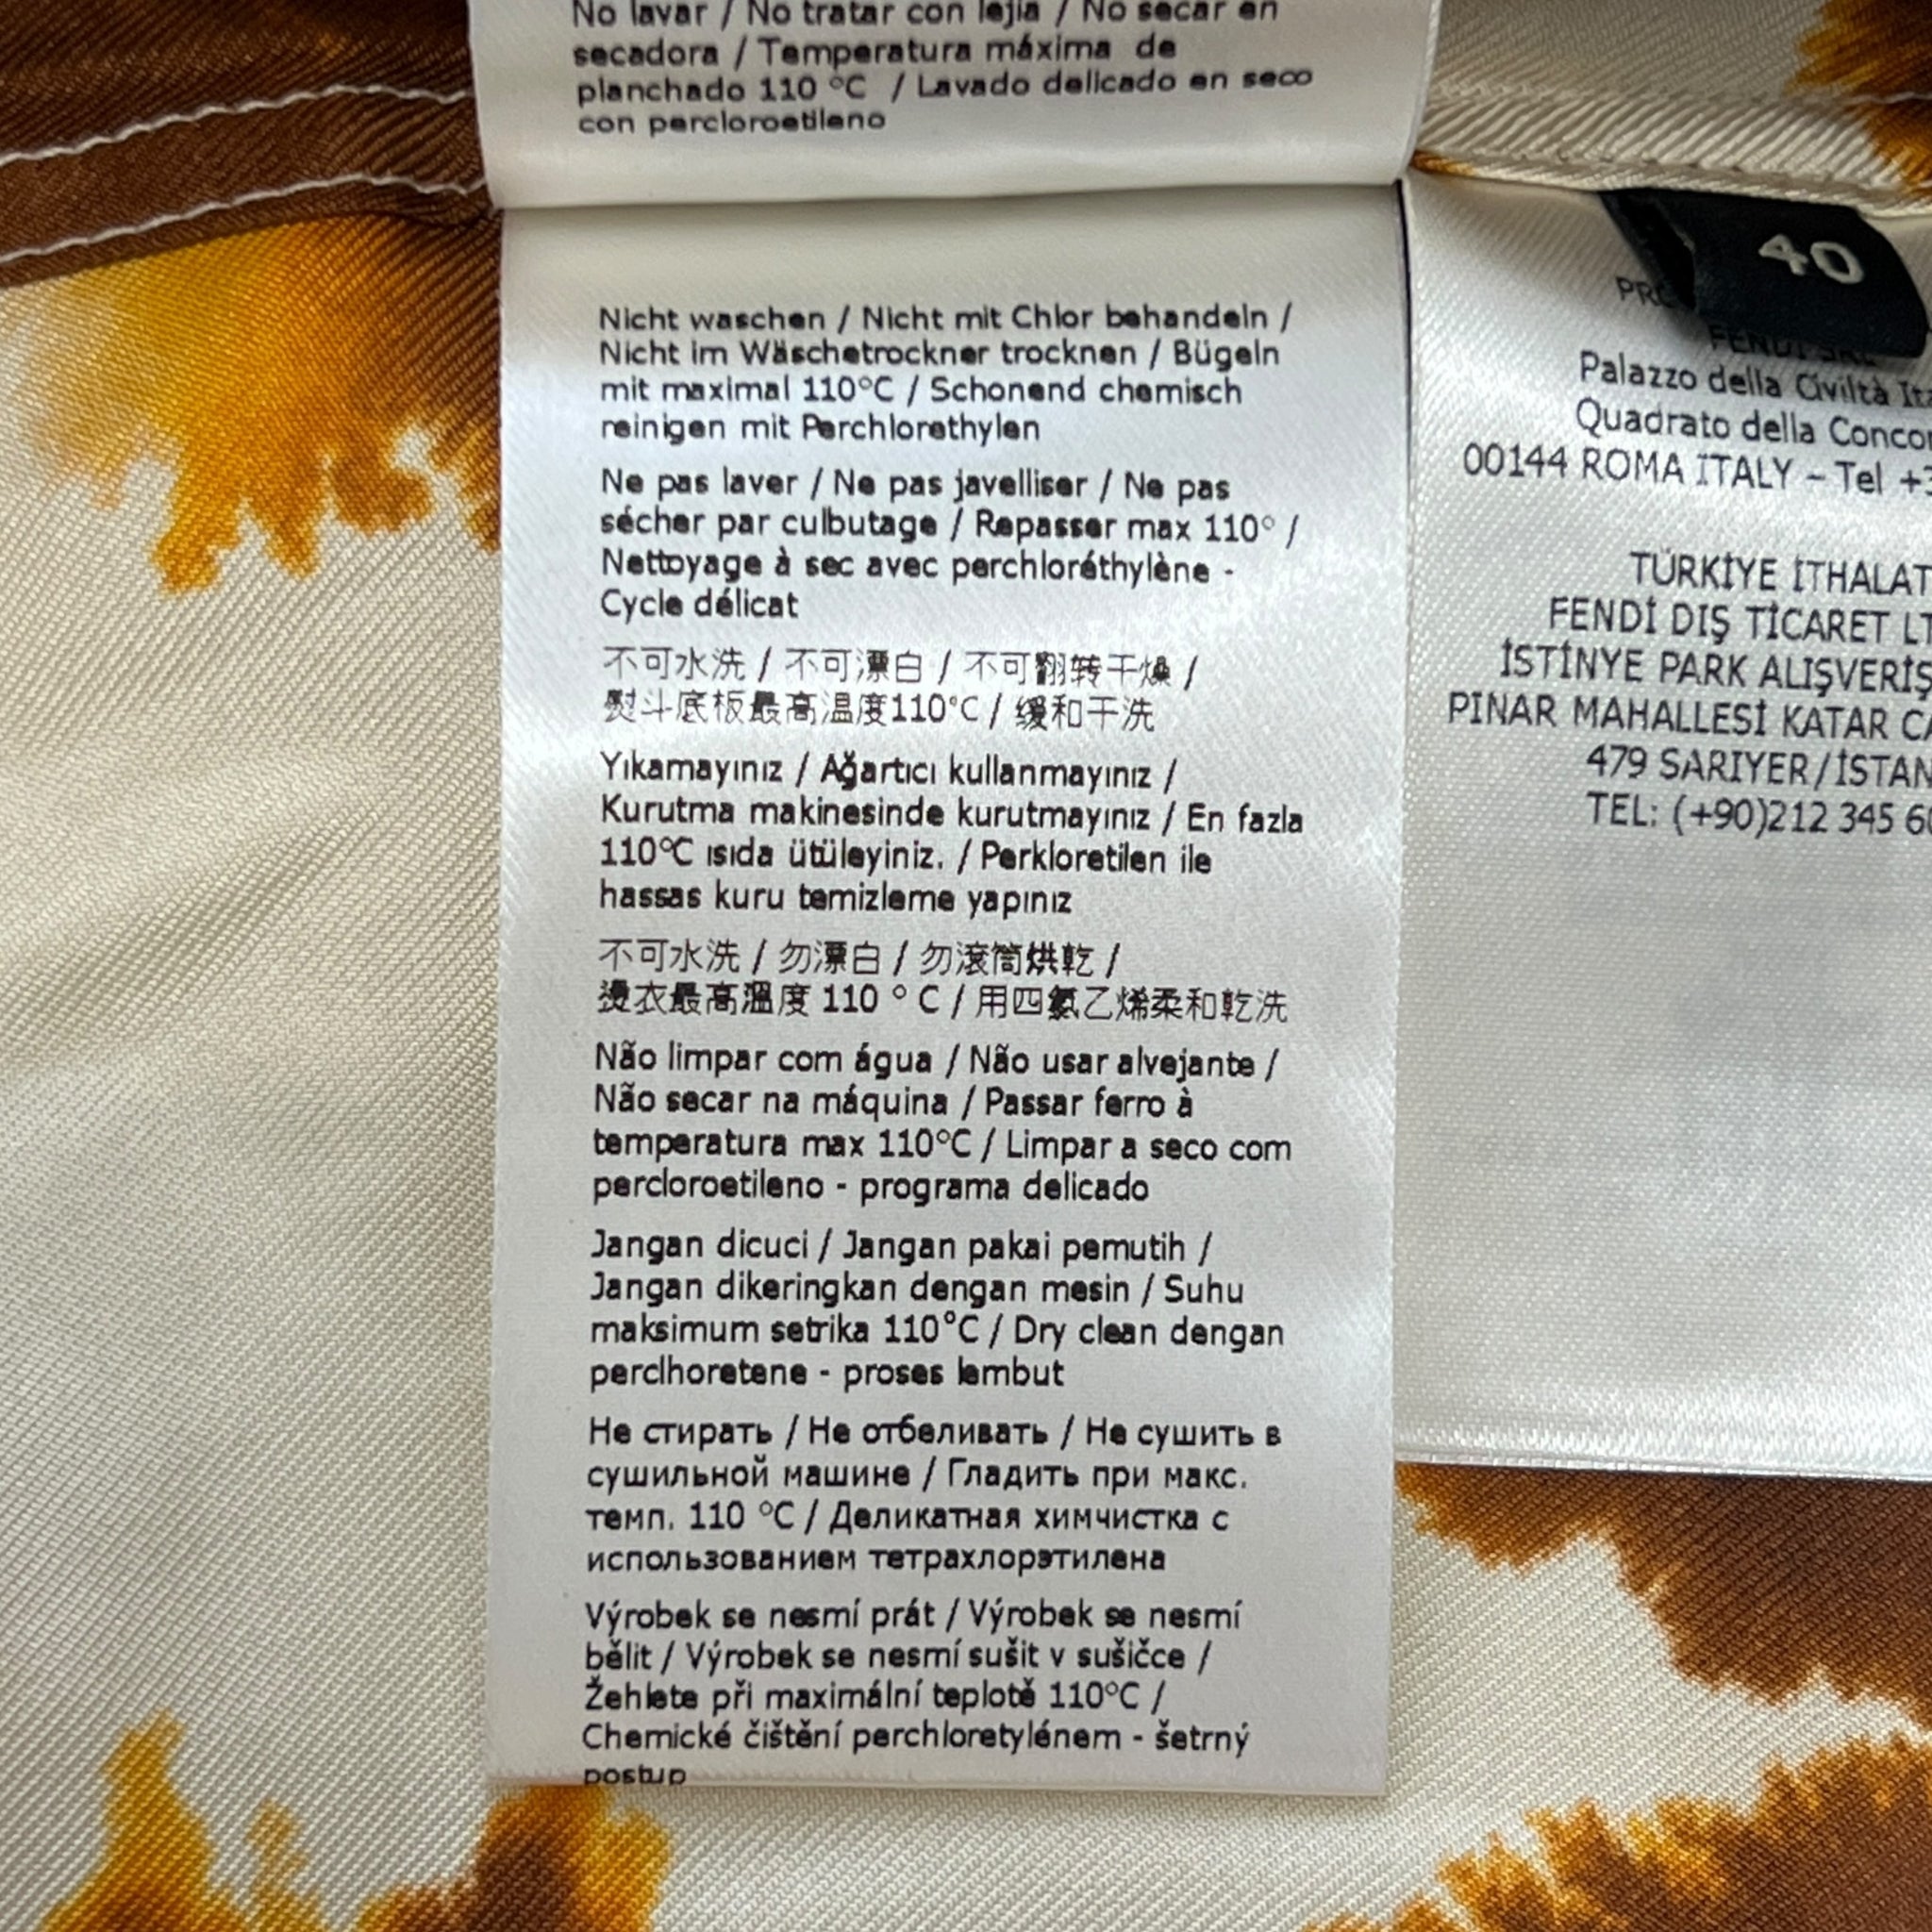 No lavar / No tratar con lejía / No secar en
secadora / Temperatura máxima de
planchado 110 °C / Lavado delicado en seco
con percloroetileno
Nicht waschen / Nicht mit Chlor behandeln /
Nicht im Wäschetrockner trocknen / Bügeln
mit maximal 110°C / Schonend chemisch
reinigen mit Perchlorethylen
Ne pas laver / Ne pas javelliser / Ne pas
sécher par culbutage / Repasser max 110° /
Nettoyage à sec avec perchloréthylène -
Cycle délicat
不可水洗 / 不可漂白 / 不可翻转干燥 /
熨斗底板最高温度110°C / 缓和干洗
Yıkamayınız / Ağartıcı kullanmayınız /
Kurutma makinesinde kurutmayınız / En fazla
110°C ısıda ütüleyiniz. / Perkloretilen ile
hassas kuru temizleme yapınız
不可水洗 / 勿漂白 / 勿滾筒烘乾 /
燙衣最高溫度 110 ° C / 用四氯乙烯柔和乾洗
Não limpar com água / Não usar alvejante /
Não secar na máquina / Passar ferro à
temperatura max 110°C / Limpar a seco com
percloroetileno - programa delicado
Jangan dicuci / Jangan pakai pemutih /
Jangan dikeringkan dengan mesin / Suhu
maksimum setrika 110°C / Dry clean dengan
perclhoretene - proses lembut
Не стирать / Не отбеливать / Не сушить в
сушильной машине / Гладить при макс.
темп. 110 °C / Деликатная химчистка с
использованием тетрахлорэтилена
Výrobek se nesmí prát / Výrobek se nesmí
bělit / Výrobek se nesmí sušit v sušičce /
Žehlete při maximální teplotě 110°C /
Chemické čištění perchloretylénem - šetrný
postup
40
FENDI SRL
Palazzo della Civiltà
Quadrato della
00144 ROMA ITALY - Tel
TÜRKİYE İTHALAT
FENDİ DIŞ TİCARET
İSTİNYE PARK
PINAR MAHALLESİ KATAR
479 SARIYER/
TEL: (+90)212 345